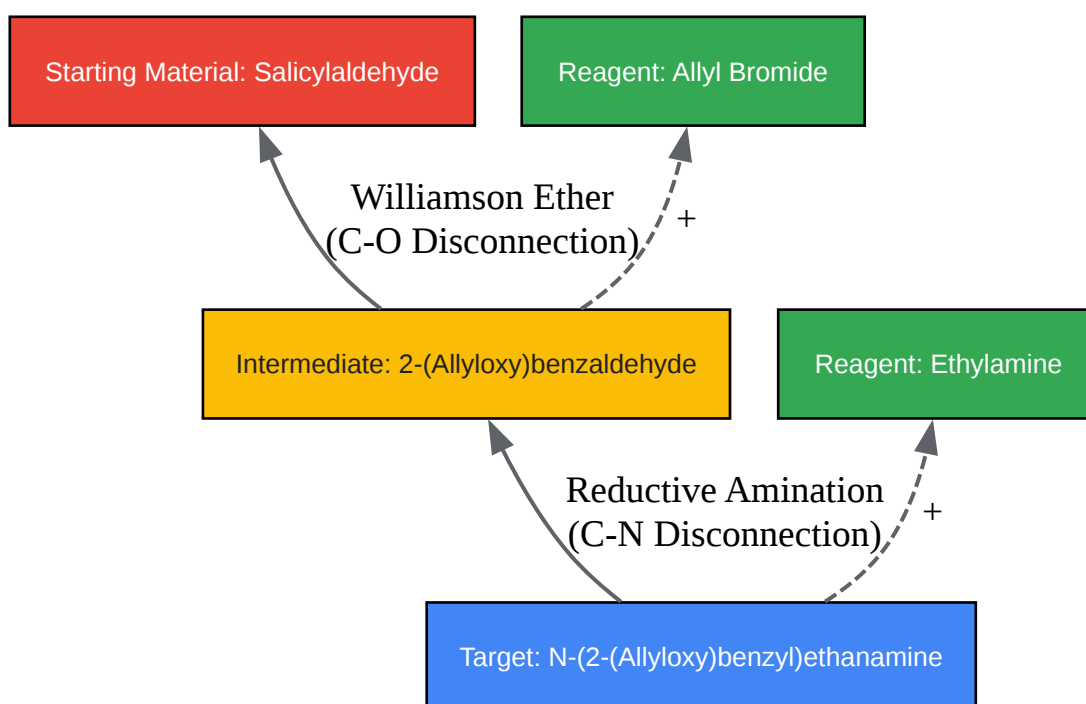 Starting Material: Salicylaldehyde
Reagent: Allyl Bromide
Williamson Ether
(C-O Disconnection)
+
Intermediate: 2-(Allyloxy)benzaldehyde
Reagent: Ethylamine
Reductive Amination
(C-N Disconnection)
+
Target: N-(2-(Allyloxy)benzyl)ethanamine